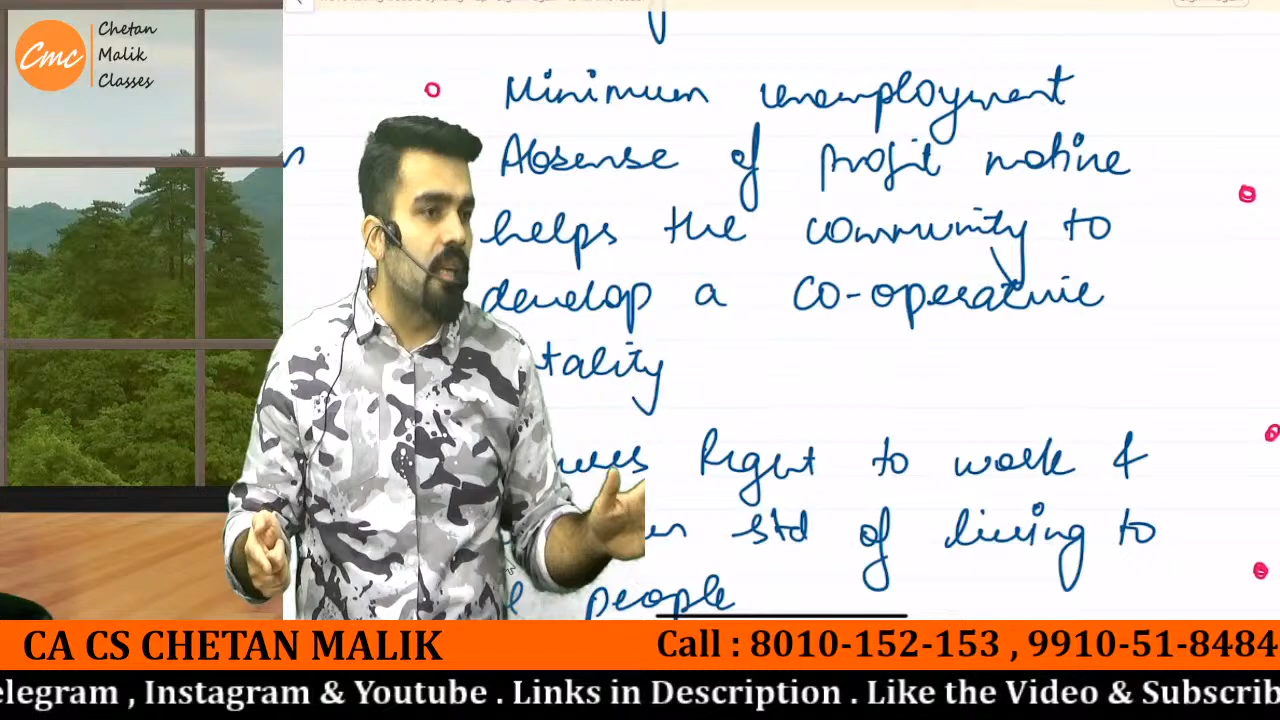 Chetan
Malik
Classes
Cmc
Minimum unemployment
Absense of profit motive
helps the community to
develop a co-operative
tality
Right to work &
std of living to
people
CA CS CHETAN MALIK
Call : 8010-152-153 , 9910-51-8484
elegram , Instagram & Youtube . Links in Description . Like the Video & Subscrib